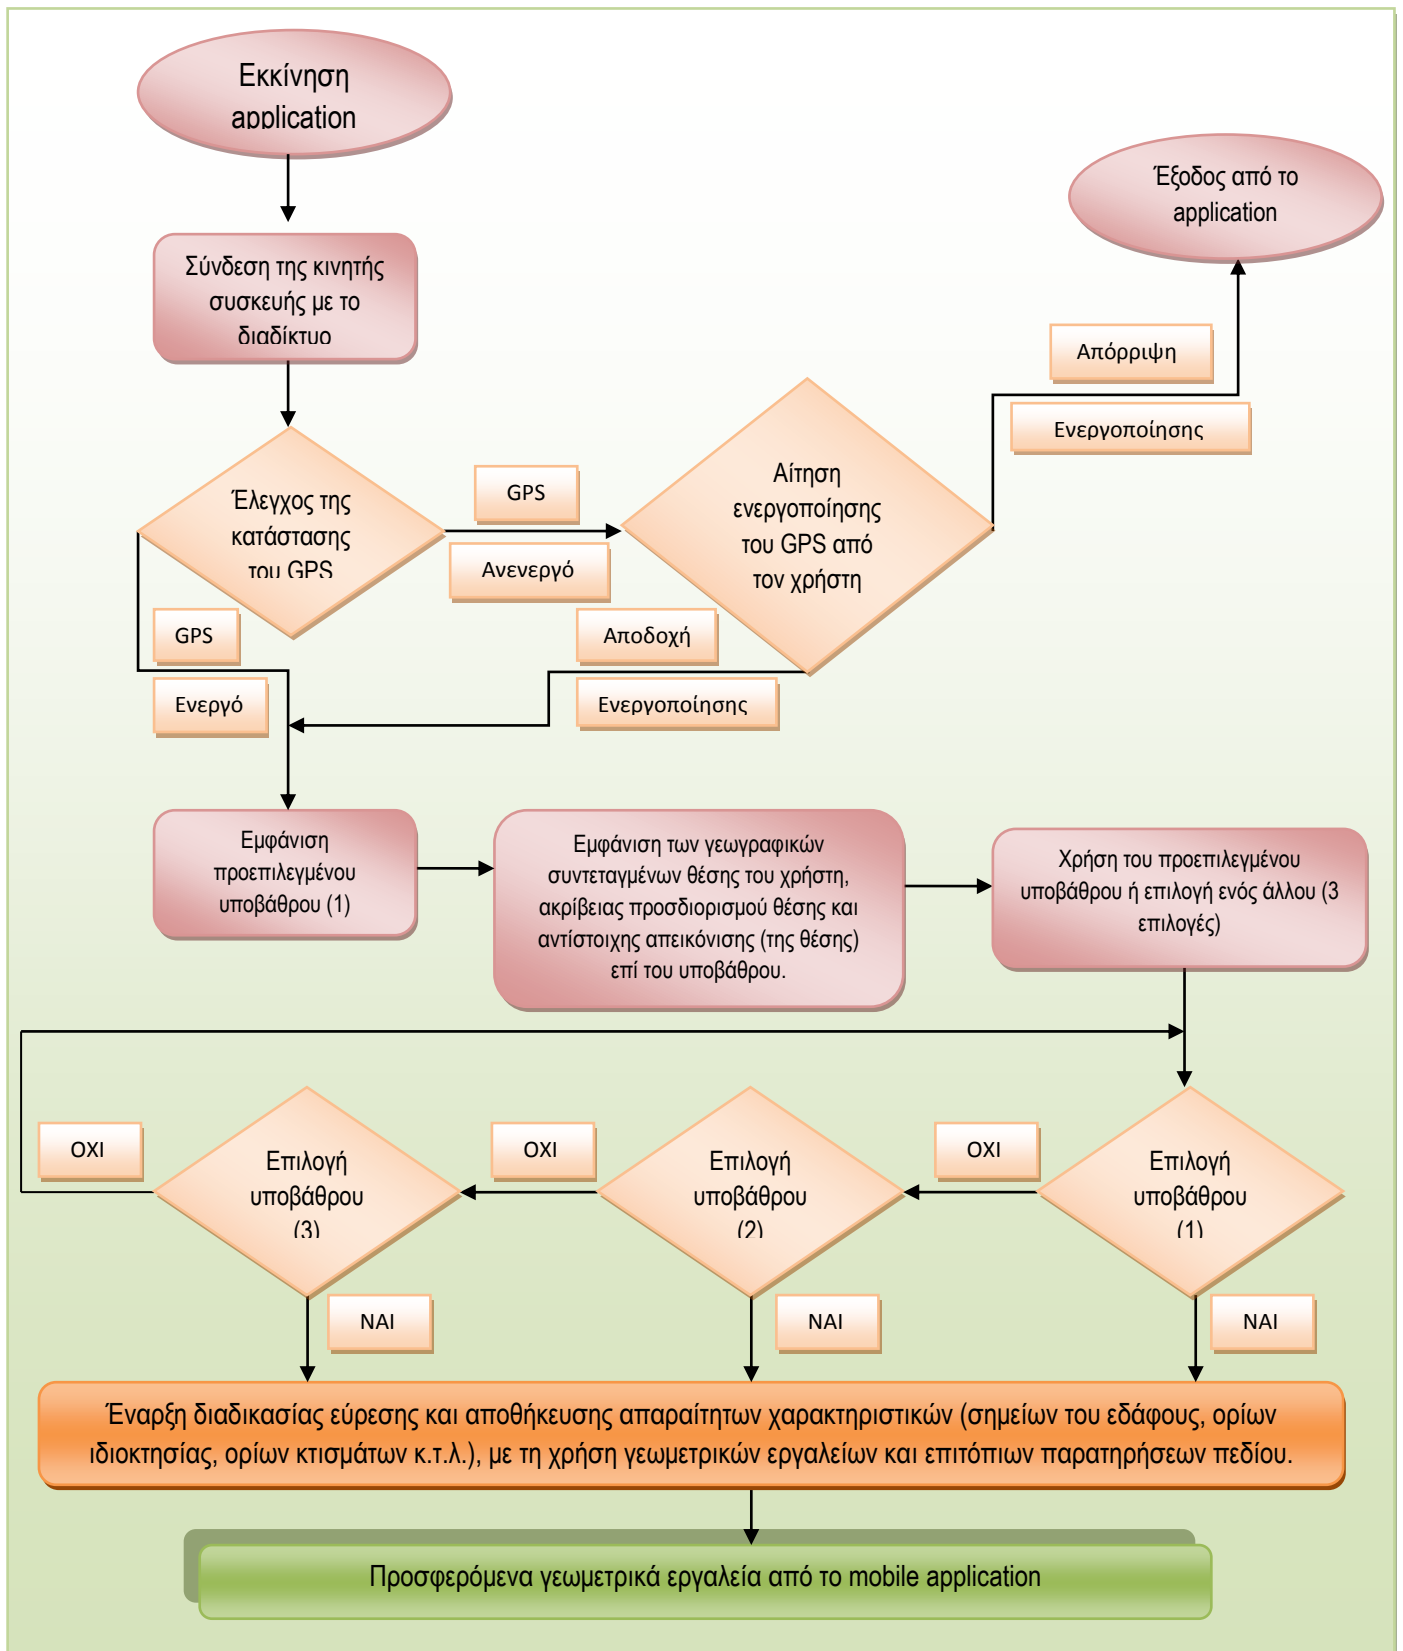 Εκκίνηση
application
Έξοδος από το
application
Σύνδεση της κινητής
συσκευής με το
διαδίκτυο
Απόρριψη
Ενεργοποίησης
Έλεγχος της
κατάστασης
του GPS
GPS
Ανενεργό
Αίτηση
ενεργοποίησης
του GPS από
τον χρήστη
GPS
Ενεργό
Αποδοχή
Ενεργοποίησης
Εμφάνιση
προεπιλεγμένου
υποβάθρου (1)
Εμφάνιση των γεωγραφικών
συντεταγμένων θέσης του χρήστη,
ακρίβειας προσδιορισμού θέσης και
αντίστοιχης απεικόνισης (της θέσης)
επί του υποβάθρου.
Χρήση του προεπιλεγμένου
υποβάθρου ή επιλογή ενός άλλου (3
επιλογές)
ΟΧΙ
Επιλογή
υποβάθρου
(3)
ΟΧΙ
Επιλογή
υποβάθρου
(2)
ΟΧΙ
Επιλογή
υποβάθρου
(1)
ΝΑΙ
ΝΑΙ
ΝΑΙ
Έναρξη διαδικασίας εύρεσης και αποθήκευσης απαραίτητων χαρακτηριστικών (σημείων του εδάφους, ορίων
ιδιοκτησίας, ορίων κτισμάτων κ.τ.λ.), με τη χρήση γεωμετρικών εργαλείων και επιτόπιων παρατηρήσεων πεδίου.
Προσφερόμενα γεωμετρικά εργαλεία από το mobile application